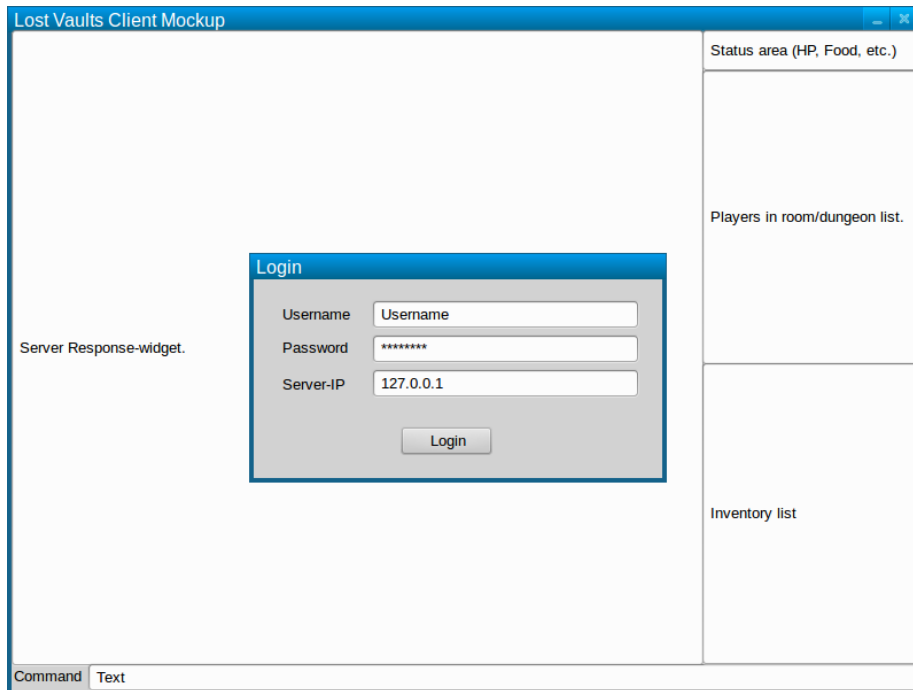 Lost Vaults Client Mockup
Status area (HP, Food, etc.)
Players in room/dungeon list.
Login
Username Username
Password ********
Server-IP 127.0.0.1
Login
Server Response-widget.
Inventory list
Command Text